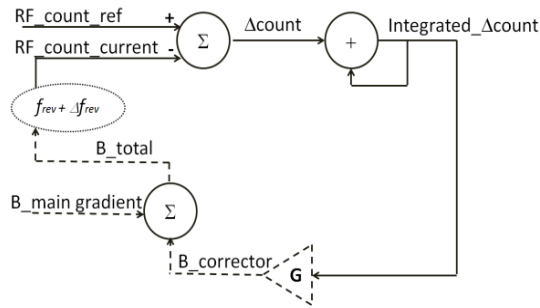 RF_count_ref +
RF_count_current -
Σ
Δcount
+
Integrated_Δcount
frev + Δfrev
B_total
B_main gradient
Σ
B_corrector
G